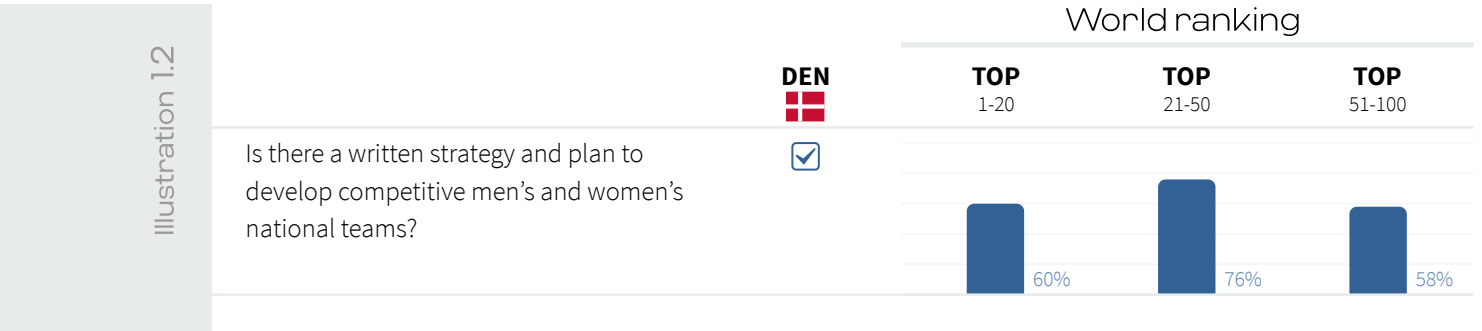 Illustration 1.2
World ranking
DEN
TOP
1-20
TOP
21-50
TOP
51-100
Is there a written strategy and plan to
develop competitive men’s and women’s
national teams?
60%
76%
58%